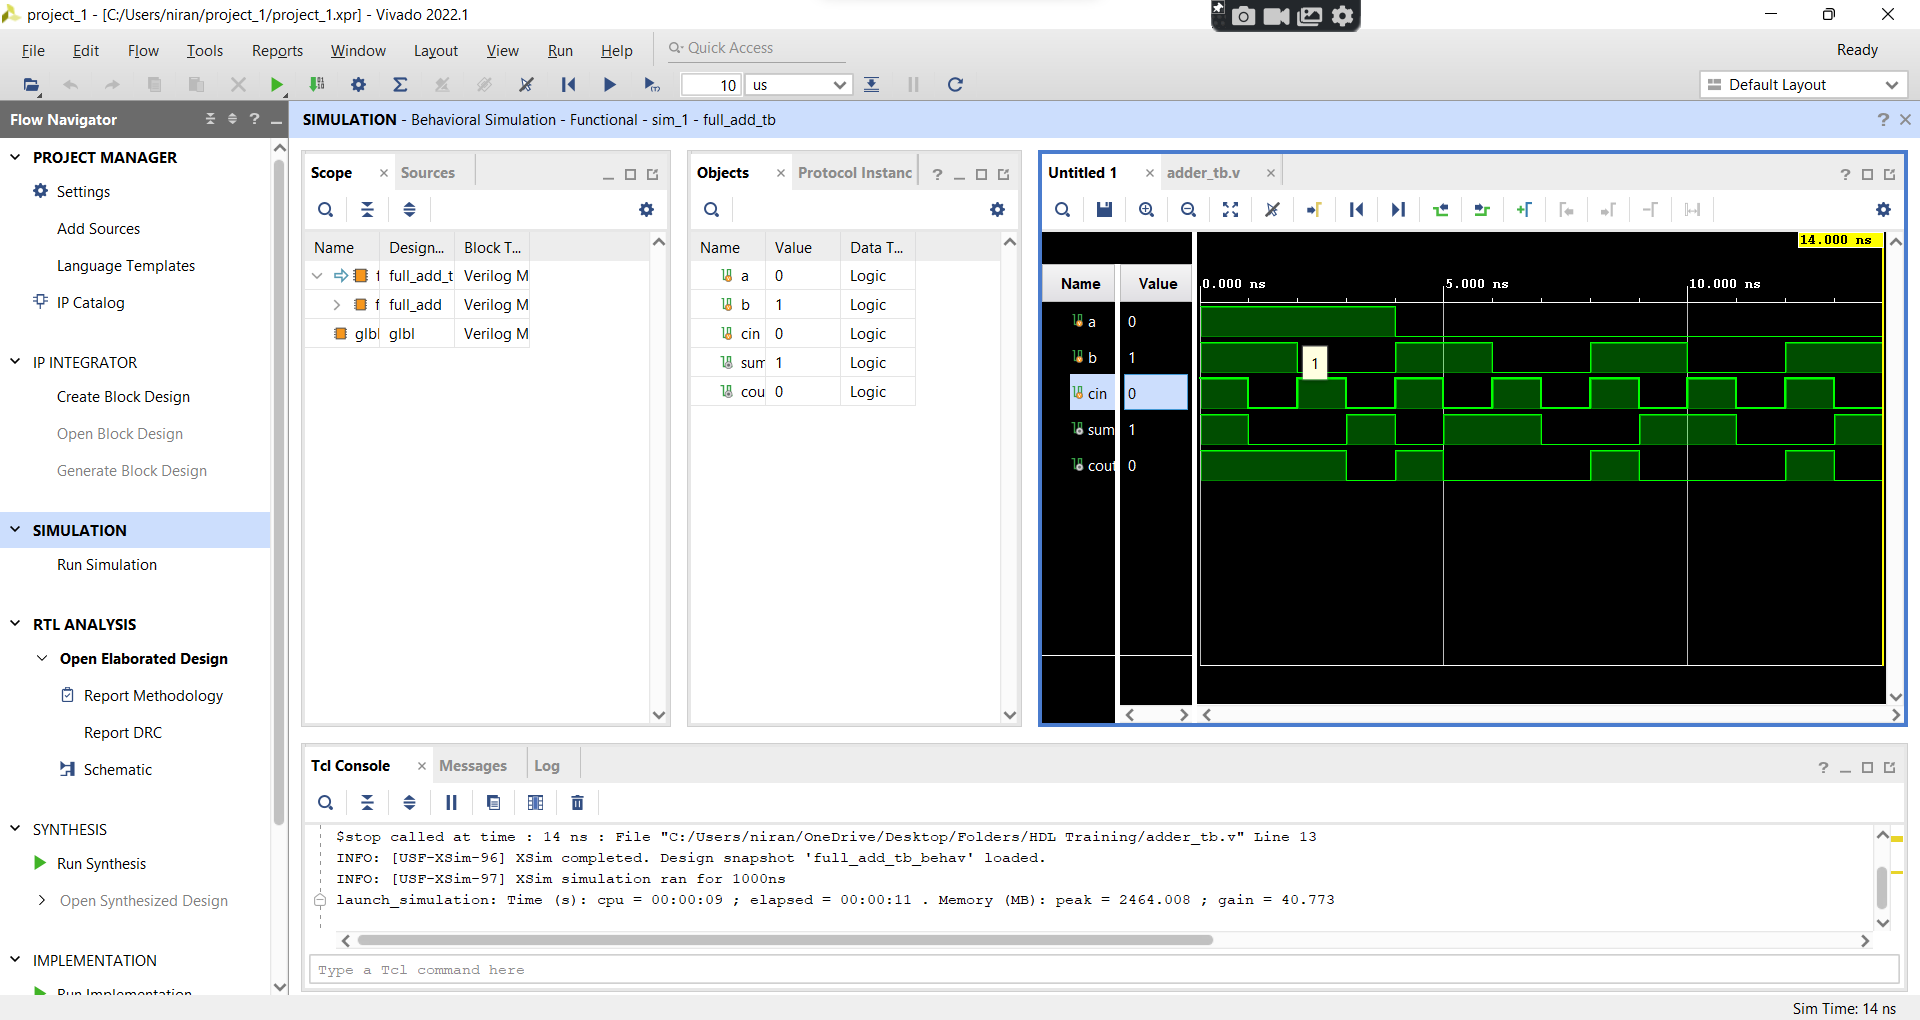 project_1 - [C:/Users/niran/project_1/project_1.xpr] - Vivado 2022.1
File Edit Flow Tools Reports Window Layout View Run Help Quick Access Ready
10 us Default Layout
Flow Navigator
SIMULATION - Behavioral Simulation - Functional - sim_1 - full_add_tb
PROJECT MANAGER
Settings
Add Sources
Language Templates
IP Catalog
IP INTEGRATOR
Create Block Design
Open Block Design
Generate Block Design
SIMULATION
Run Simulation
RTL ANALYSIS
Open Elaborated Design
Report Methodology
Report DRC
Schematic
SYNTHESIS
Run Synthesis
Open Synthesized Design
IMPLEMENTATION
Run Implementation
Scope Sources
Name Design... Block T...
f full_add_t Verilog M
f full_add Verilog M
glbl glbl Verilog M
Objects Protocol Instanc
Name Value Data T...
a 0 Logic
b 1 Logic
cin 0 Logic
sum 1 Logic
cou 0 Logic
Untitled 1 adder_tb.v
14.000 ns
Name Value 0.000 ns 5.000 ns 10.000 ns
a 0
b 1 1
cin 0
sum 1
cout 0
Tcl Console Messages Log
$stop called at time : 14 ns : File "C:/Users/niran/OneDrive/Desktop/Folders/HDL Training/adder_tb.v" Line 13
INFO: [USF-XSim-96] XSim completed. Design snapshot 'full_add_tb_behav' loaded.
INFO: [USF-XSim-97] XSim simulation ran for 1000ns
launch_simulation: Time (s): cpu = 00:00:09 ; elapsed = 00:00:11 . Memory (MB): peak = 2464.008 ; gain = 40.773
Type a Tcl command here
Sim Time: 14 ns